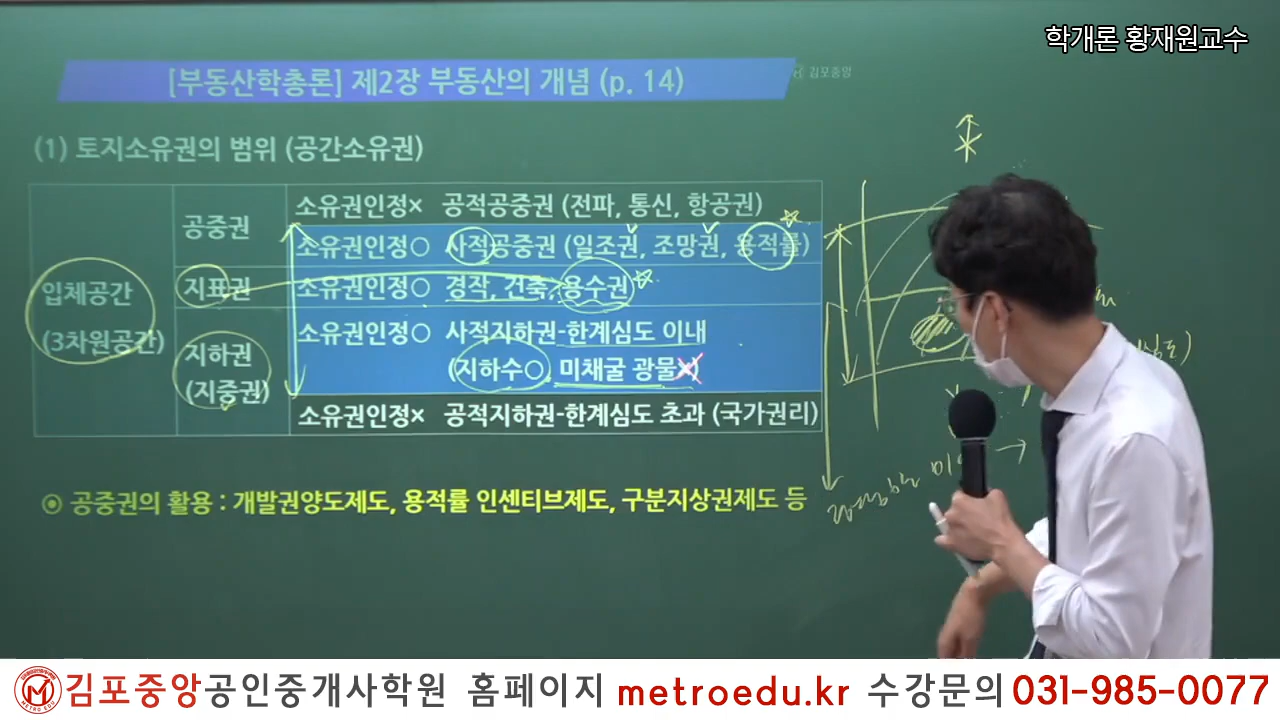 학개론 황재원교수
[부동산학총론] 제2장 부동산의 개념 (p. 14)
김포중앙
(1) 토지소유권의 범위 (공간소유권)
입체공간
(3차원공간)
공중권
소유권인정× 공적공중권 (전파, 통신, 항공권)
소유권인정○ 사적공중권 (일조권, 조망권, 용적률)
지표권
소유권인정○ 경작, 건축, 용수권
지하권
(지중권)
소유권인정○ 사적지하권-한계심도 이내
(지하수○, 미채굴 광물×)
소유권인정× 공적지하권-한계심도 초과 (국가권리)
◉ 공중권의 활용 : 개발권양도제도, 용적률 인센티브제도, 구분지상권제도 등
METRO EDU
김포중앙공인중개사학원 홈페이지 metroedu.kr 수강문의 031-985-0077